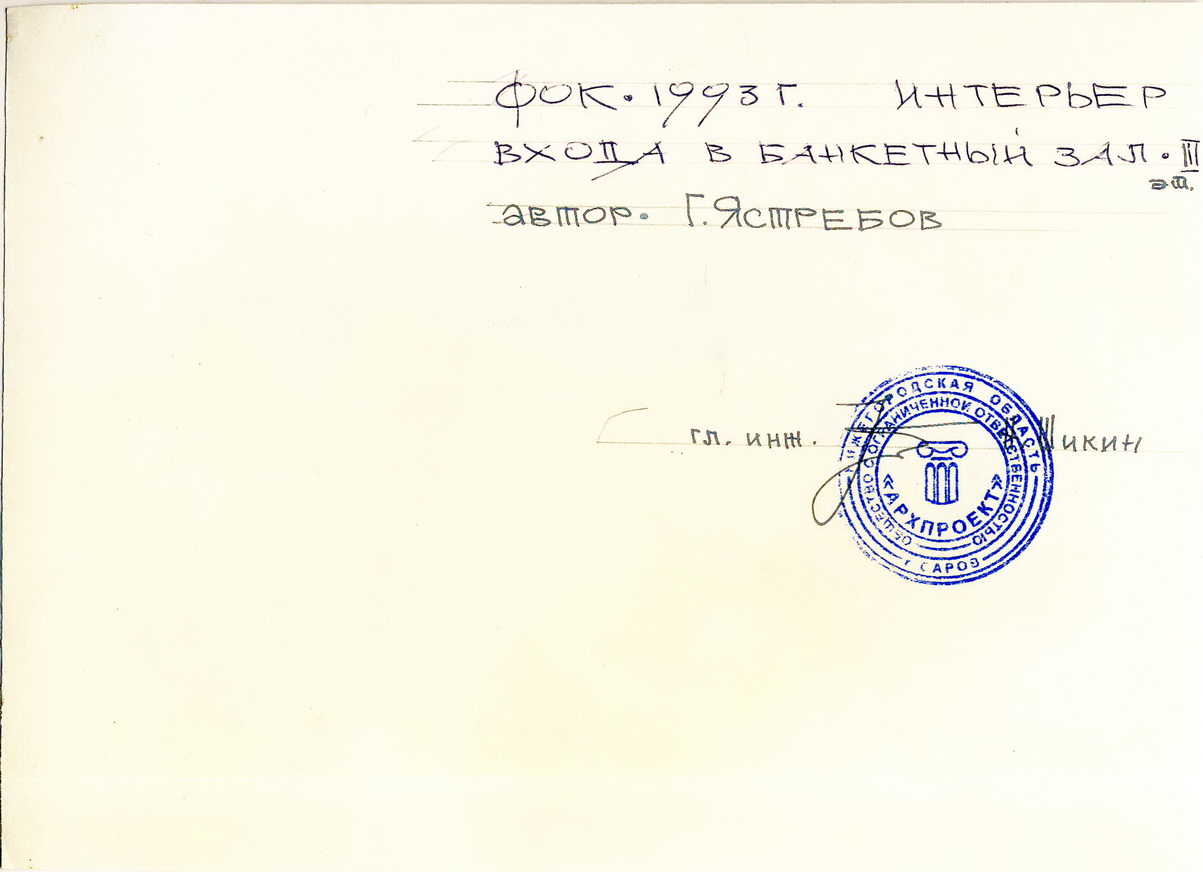 ФОК. 1993 г. ИНТЕРЬЕР
ВХОДА В БАНКЕТНЫЙ ЗАЛ. III
эт.
автор. Г. ЯСТРЕБОВ
гл. инж. Шикин
НИЖЕГОРОДСКАЯ ОБЛАСТЬ
ОБЩЕСТВО С ОГРАНИЧЕННОЙ ОТВЕТСТВЕННОСТЬЮ
«АРХПРОЕКТ»
г САРОВ